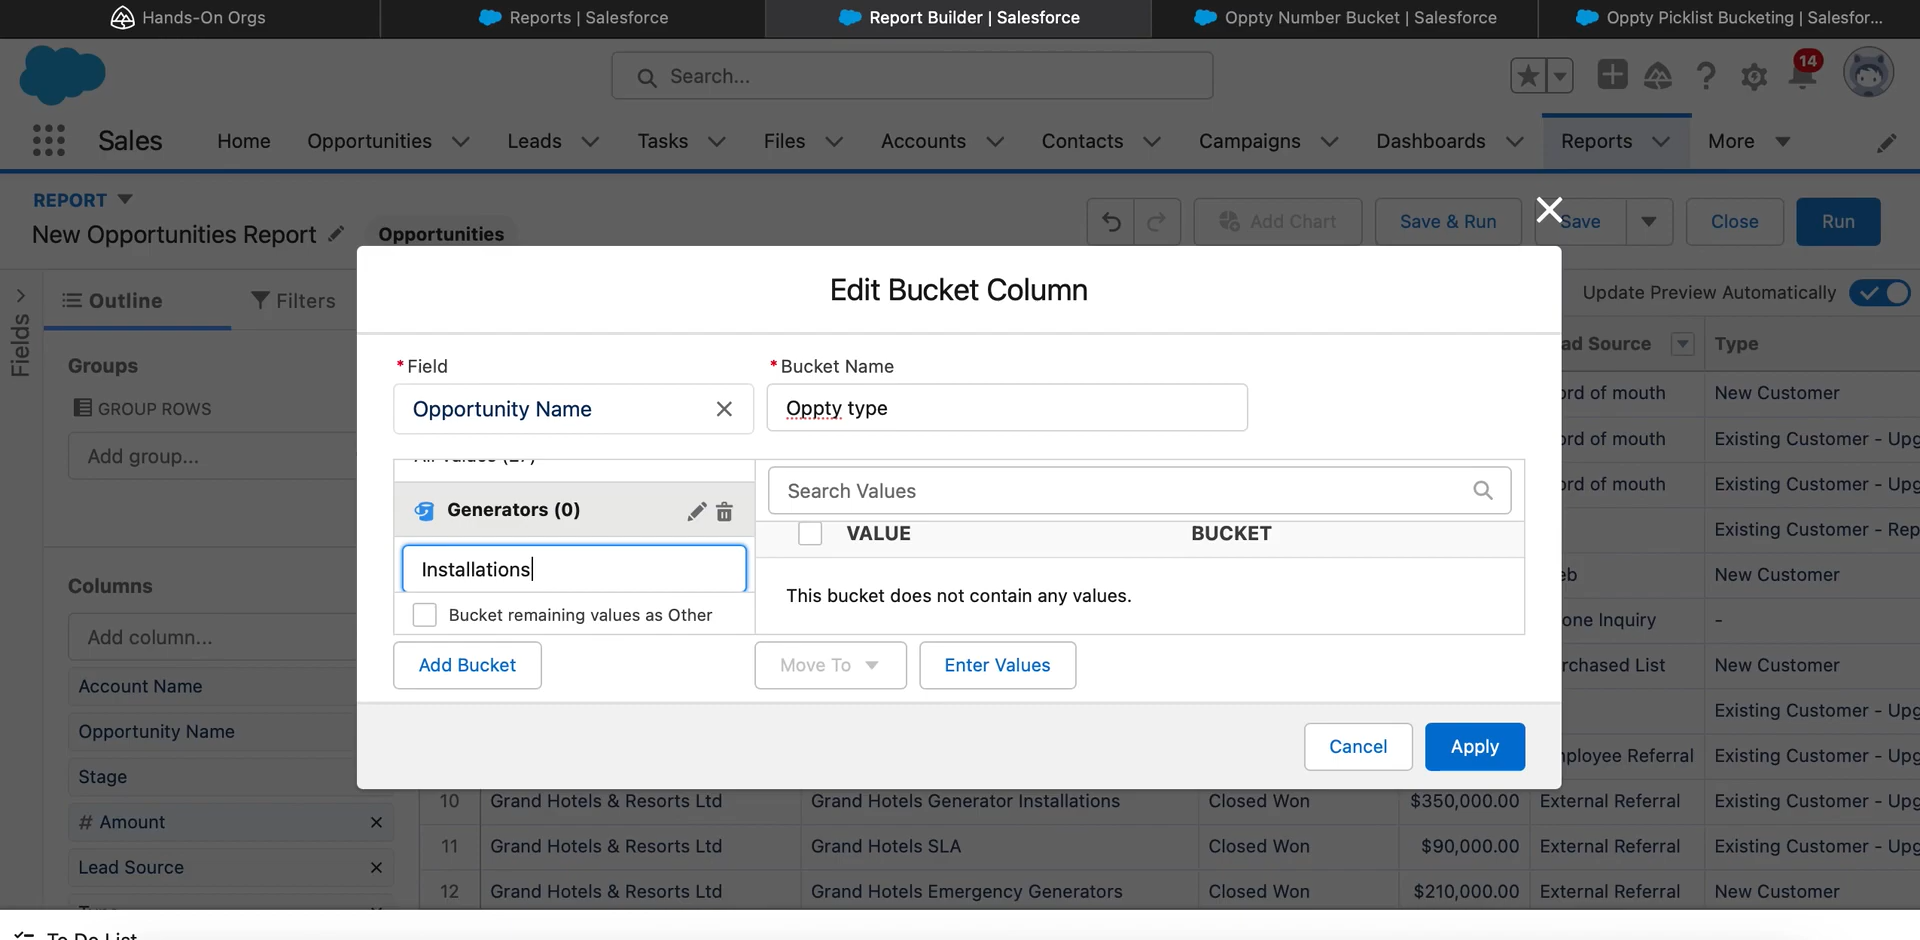 Hands-On Orgs
Reports | Salesforce
Report Builder | Salesforce
Oppty Number Bucket | Salesforce
Oppty Picklist Bucketing | Salesfor...
Search...
14
Sales
Home
Opportunities
Leads
Tasks
Files
Accounts
Contacts
Campaigns
Dashboards
Reports
More
REPORT
New Opportunities Report
Opportunities
Add Chart
Save & Run
Save
Close
Run
Fields
Outline
Filters
Update Preview Automatically
Groups
GROUP ROWS
Add group...
Columns
Add column...
Account Name
Opportunity Name
Stage
# Amount
Lead Source
Edit Bucket Column
* Field
* Bucket Name
Opportunity Name
Oppty type
Generators (0)
Installations
Bucket remaining values as Other
Add Bucket
Search Values
VALUE
BUCKET
This bucket does not contain any values.
Move To
Enter Values
Cancel
Apply
ad Source
Type
ord of mouth
New Customer
ord of mouth
Existing Customer - Upg
ord of mouth
Existing Customer - Upg
Existing Customer - Rep
eb
New Customer
one Inquiry
-
rchased List
New Customer
Existing Customer - Upg
mployee Referral
Existing Customer - Upg
10 Grand Hotels & Resorts Ltd Grand Hotels Generator Installations Closed Won $350,000.00 External Referral Existing Customer - Upg
11 Grand Hotels & Resorts Ltd Grand Hotels SLA Closed Won $90,000.00 External Referral Existing Customer - Upg
12 Grand Hotels & Resorts Ltd Grand Hotels Emergency Generators Closed Won $210,000.00 External Referral New Customer
To Do List